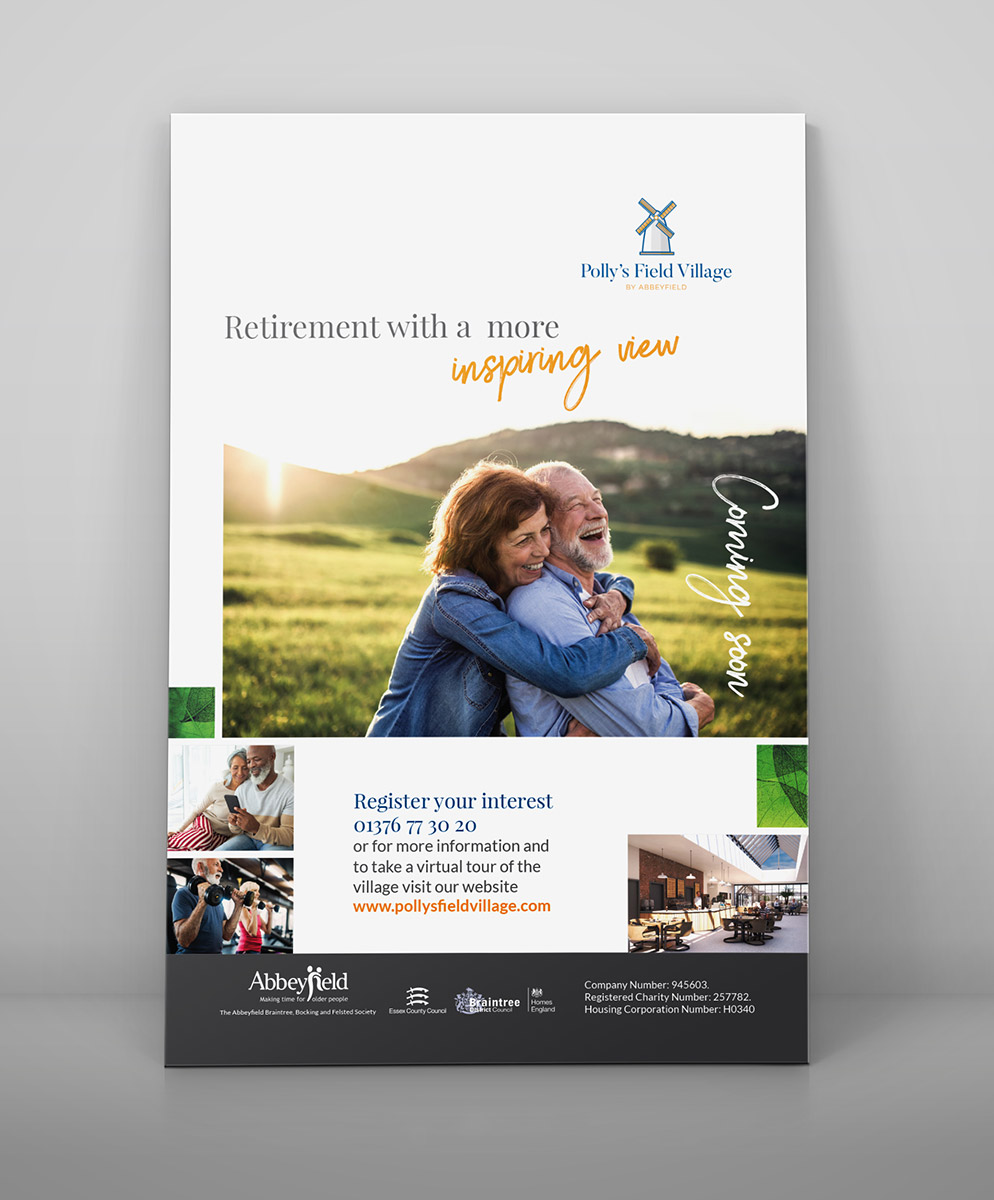 Polly's Field Village
BY ABBEYFIELD
Retirement with a more
inspiring view
Coming soon
Register your interest
01376 77 30 20
or for more information and
to take a virtual tour of the
village visit our website
www.pollysfieldvillage.com
Abbeyfield
Making time for older people
The Abbeyfield Braintree, Bocking and Felsted Society
Essex County Council
Braintree
District Council
Homes
England
Company Number: 945603.
Registered Charity Number: 257782.
Housing Corporation Number: H0340